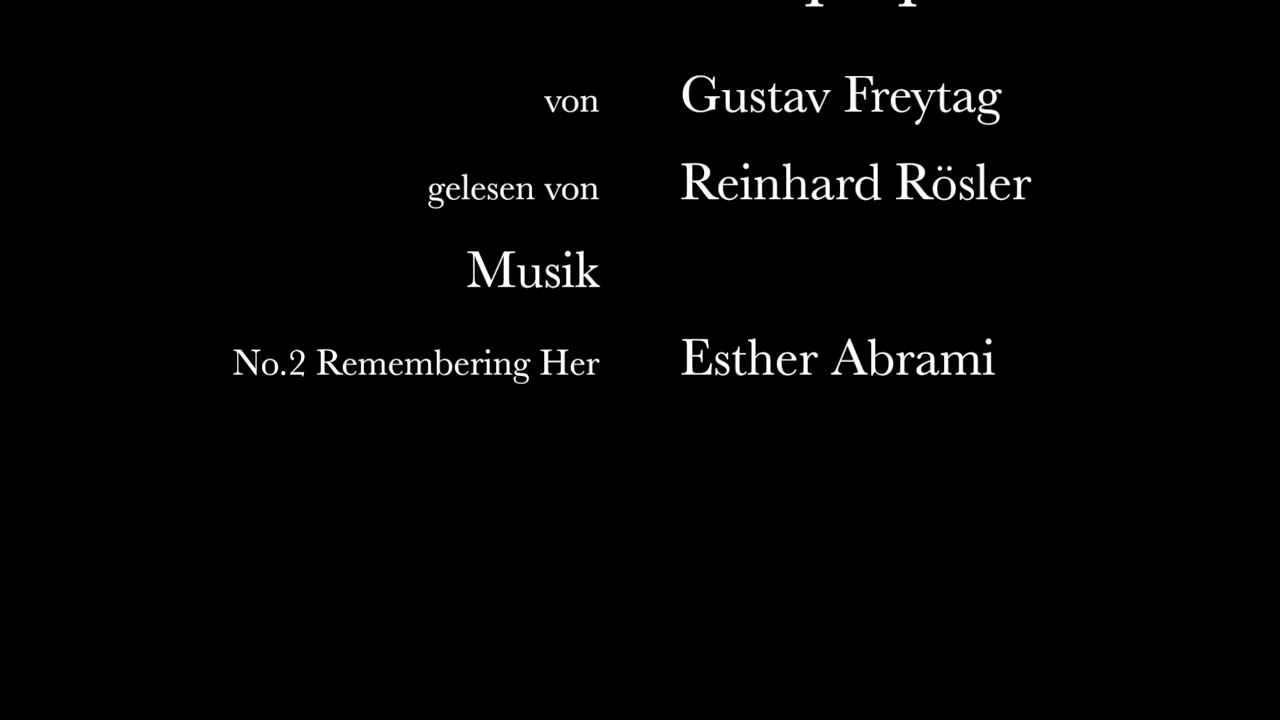 von Gustav Freytag
gelesen von Reinhard Rösler
Musik
No.2 Remembering Her Esther Abrami